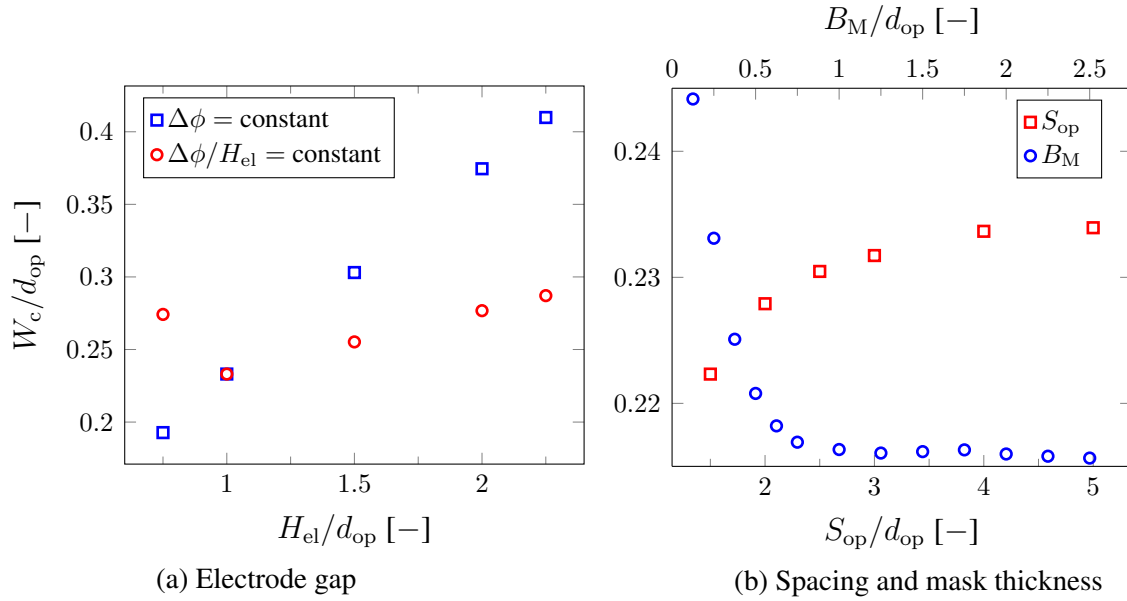 Δϕ = constant
Δϕ/H_el = constant
0.4
0.35
0.3
0.25
0.2
W_c/d_op [−]
1
1.5
2
H_el/d_op [−]
(a) Electrode gap
B_M/d_op [−]
0
0.5
1
1.5
2
2.5
S_op
B_M
0.24
0.23
0.22
2
3
4
5
S_op/d_op [−]
(b) Spacing and mask thickness